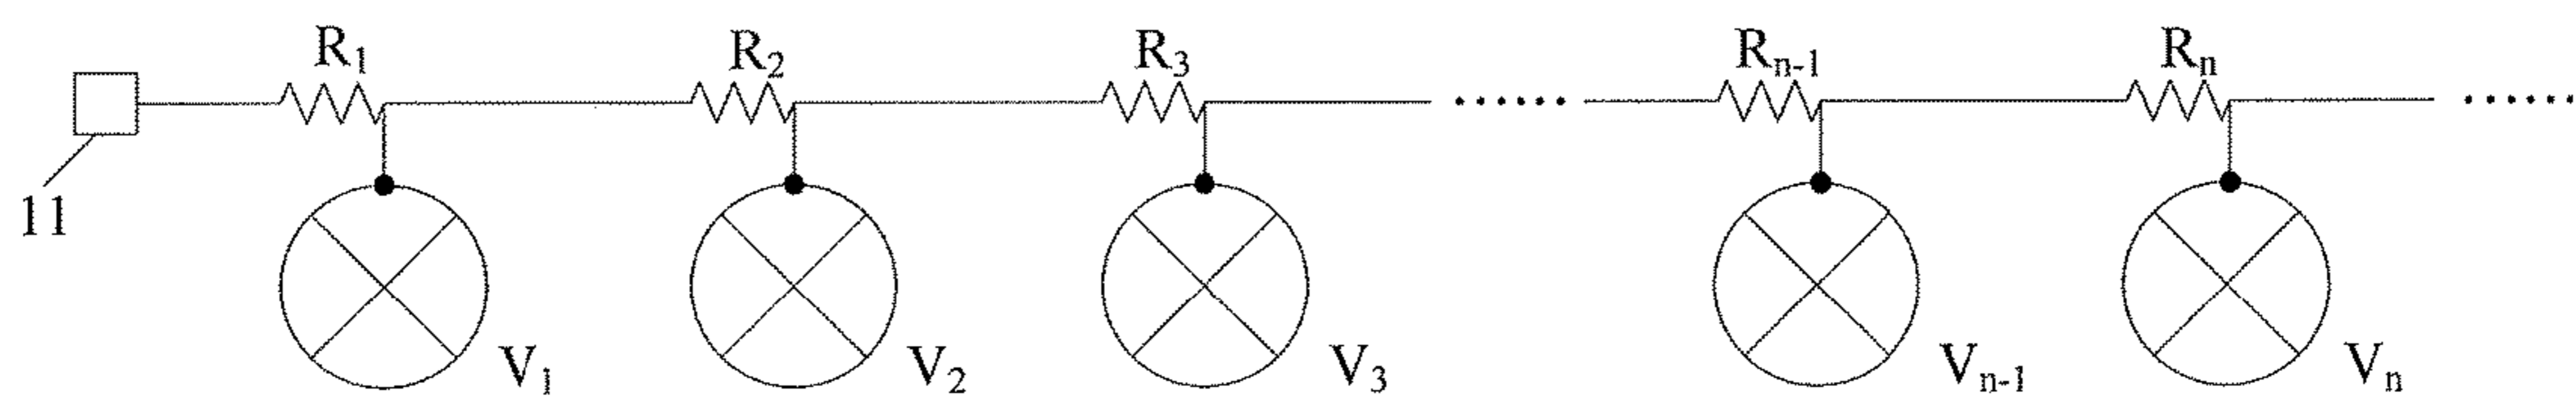 R₁ R₂ R₃ ...... Rₙ₋₁ Rₙ ......
11
V₁ V₂ V₃ Vₙ₋₁ Vₙ